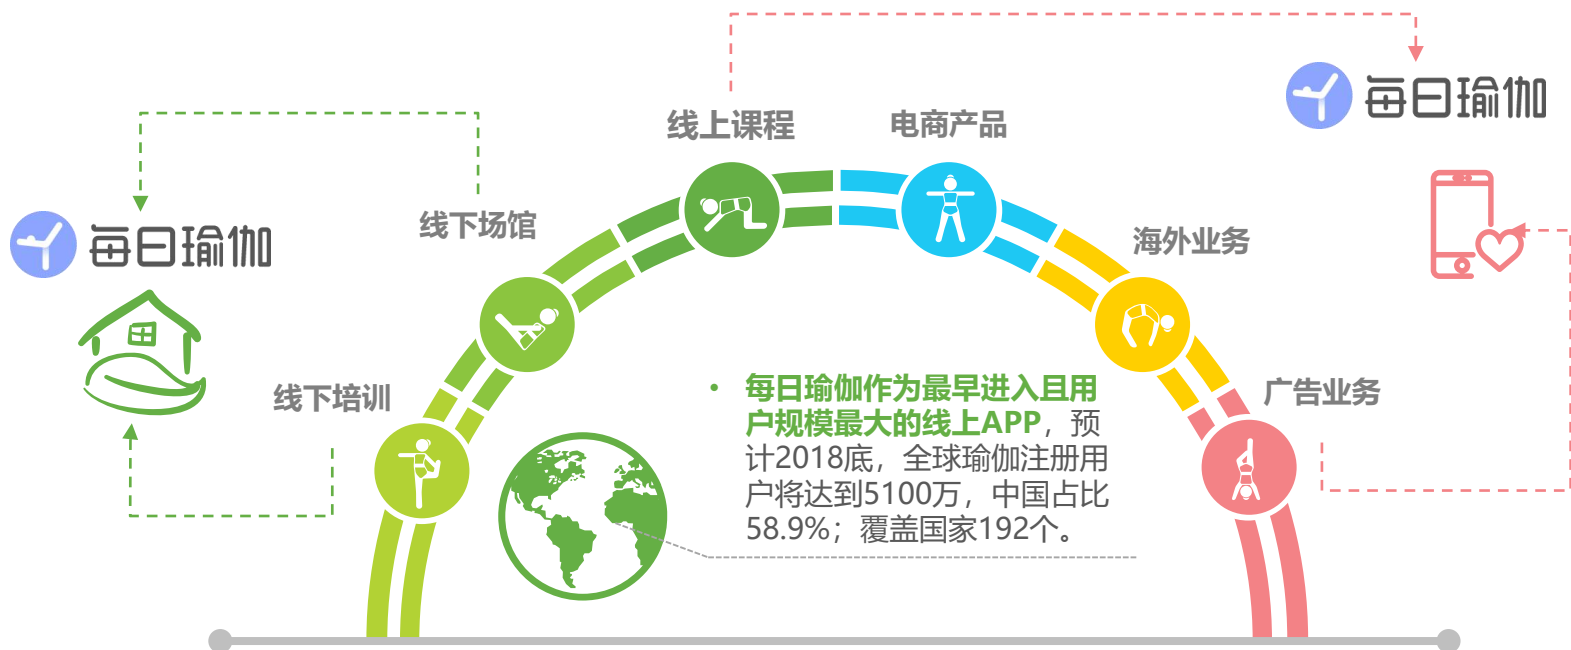 线上课程
电商产品
每日瑜伽
线下场馆
海外业务
每日瑜伽
线下培训
广告业务
• 每日瑜伽作为最早进入且用
户规模最大的线上APP，预
计2018底，全球瑜伽注册用
户将达到5100万，中国占比
58.9%；覆盖国家192个。